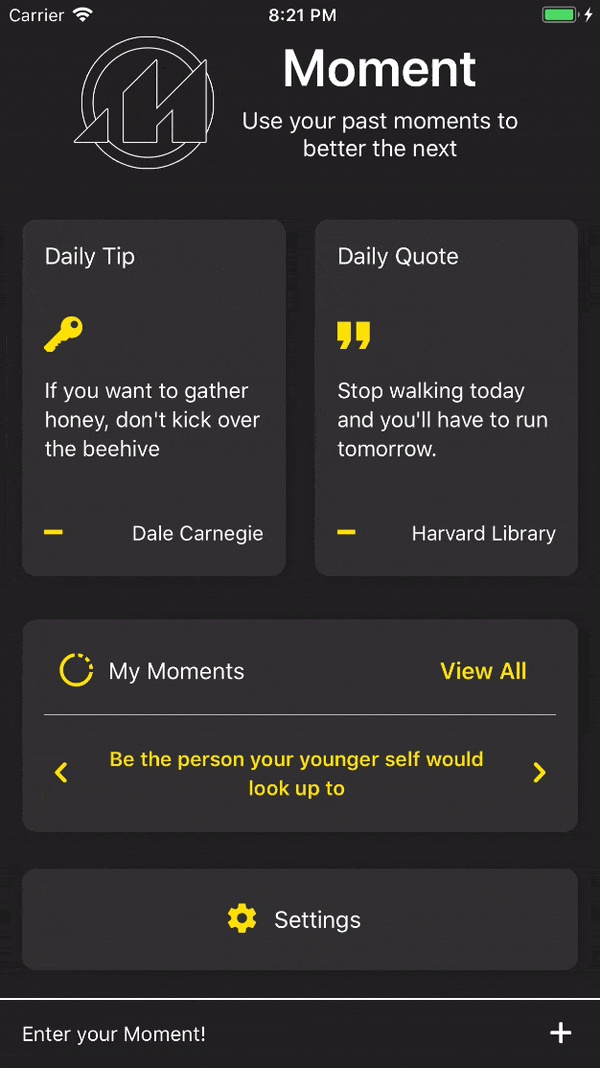 Carrier 8:21 PM
Moment
Use your past moments to
better the next
Daily Tip
If you want to gather
honey, don't kick over
the beehive
Dale Carnegie
Daily Quote
Stop walking today
and you'll have to run
tomorrow.
Harvard Library
My Moments View All
Be the person your younger self would
look up to
Settings
Enter your Moment!